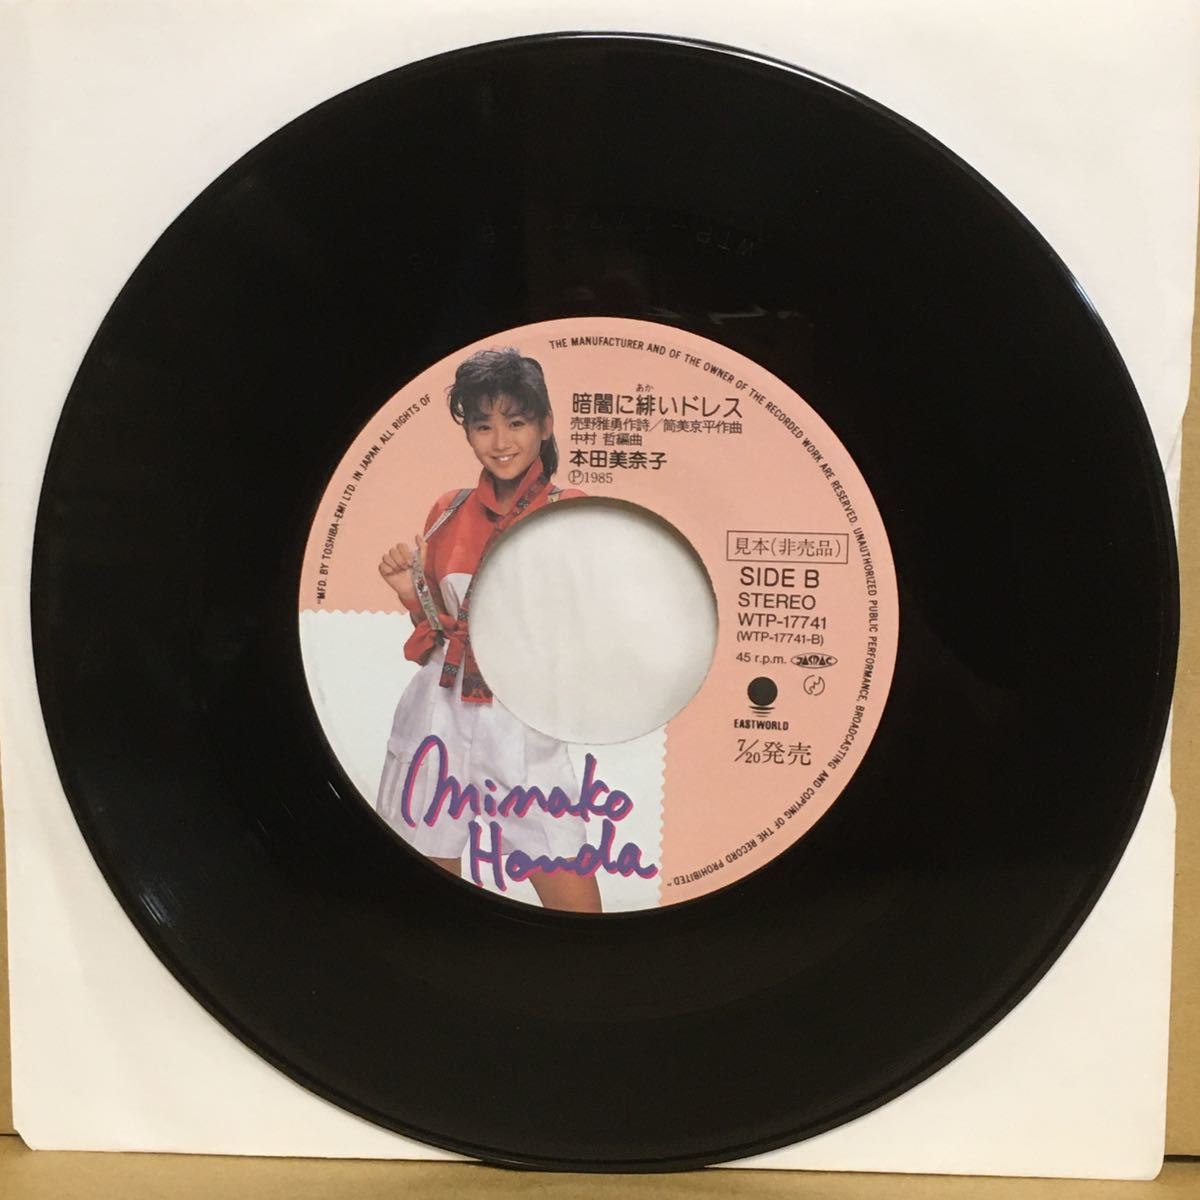 "MFD. BY TOSHIBA-EMI LTD. IN JAPAN. ALL RIGHTS OF THE MANUFACTURER AND OF THE OWNER OF THE RECORDED WORK ARE RESERVED. UNAUTHORIZED PUBLIC PERFORMANCE, BROADCASTING AND COPYING OF THE RECORD PROHIBITED."
あか
暗闇に緋いドレス
売野雅勇作詩/筒美京平作曲
中村 哲編曲
本田美奈子
Ⓟ1985
見本(非売品)
SIDE B
STEREO
WTP-17741
(WTP-17741-B)
45 r.p.m. JASRAC
EASTWORLD
7/20発売
Minako
Honda